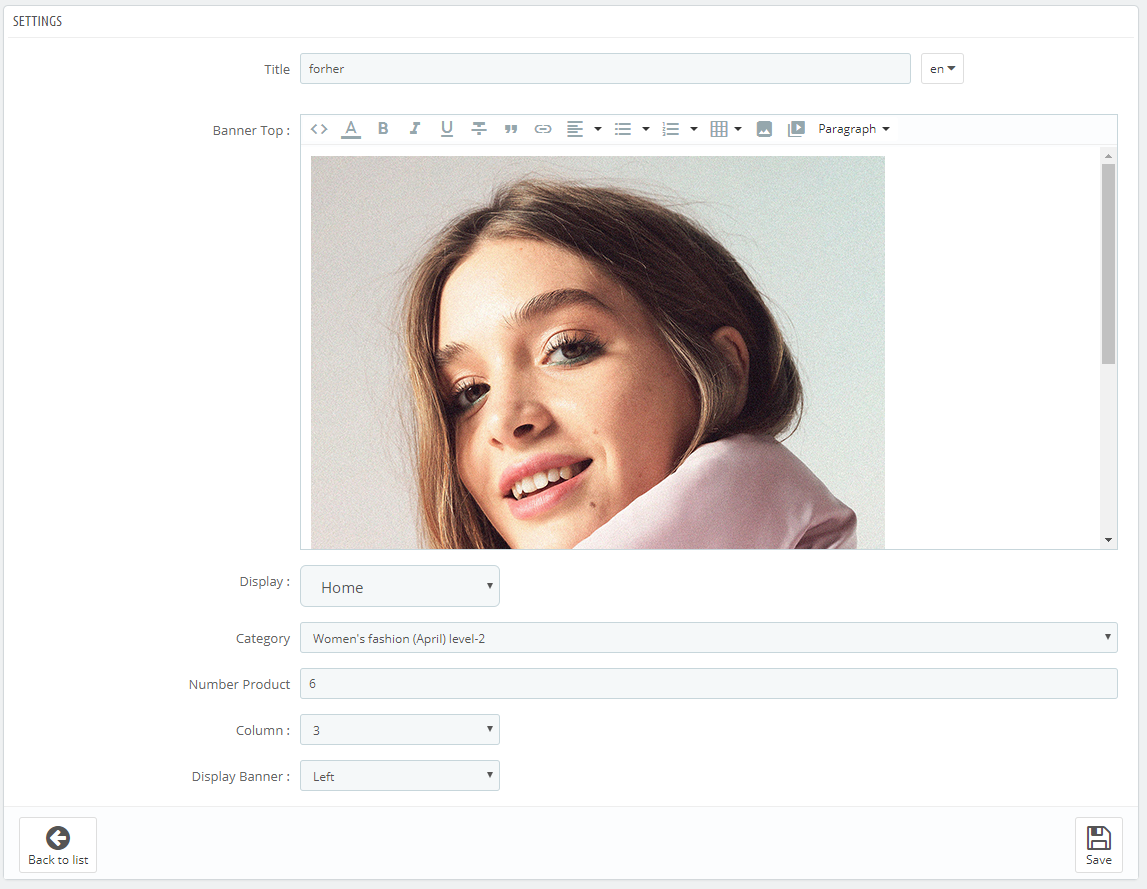 SETTINGS
Title forher en
Banner Top : A B I U Paragraph
Display : Home
Category Women's fashion (April) level-2
Number Product 6
Column : 3
Display Banner : Left
Back to list Save